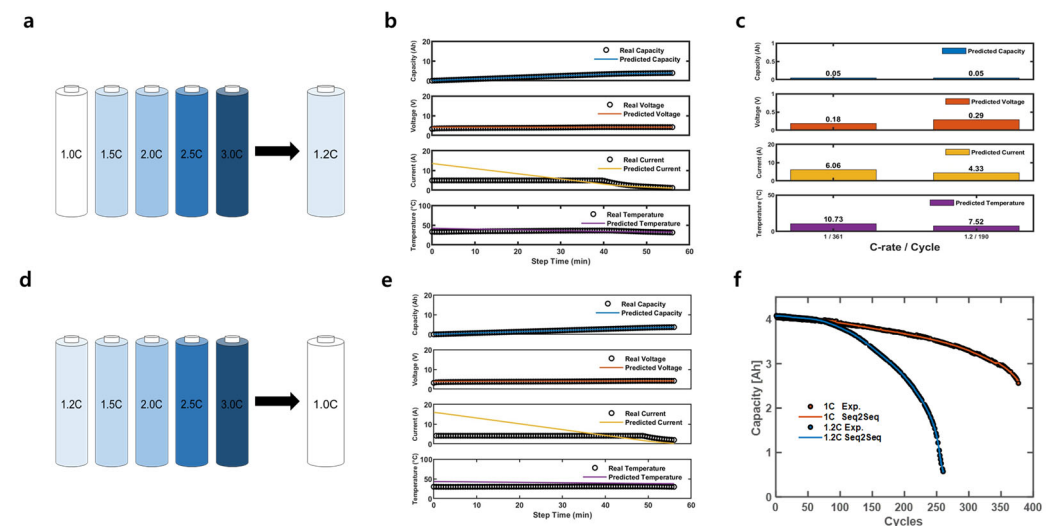 a
1.0C 1.5C 2.0C 2.5C 3.0C 1.2C
b
Capacity (Ah)
20
10
0
Real Capacity
Predicted Capacity
Voltage (V)
20
10
0
Real Voltage
Predicted Voltage
Current (A)
20
10
0
Real Current
Predicted Current
Temperature (°C)
100
50
0
Real Temperature
Predicted Temperature
0 10 20 30 40 50 60
Step Time (min)
c
Capacity (Ah)
1
0.5
0
Predicted Capacity
0.05 0.05
Voltage (V)
1
0.5
0
Predicted Voltage
0.18 0.29
Current (A)
20
10
0
Predicted Current
6.06 4.33
Temperature (°C)
50
0
Predicted Temperature
10.73 7.52
1 / 361 1.2 / 190
C-rate / Cycle
d
1.2C 1.5C 2.0C 2.5C 3.0C 1.0C
e
Capacity (Ah)
20
10
0
Real Capacity
Predicted Capacity
Voltage (V)
20
10
0
Real Voltage
Predicted Voltage
Current (A)
20
10
0
Real Current
Predicted Current
Temperature (°C)
100
50
0
Real Temperature
Predicted Temperature
0 10 20 30 40 50 60
Step Time (min)
f
Capacity [Ah]
4
3
2
1
0
1C Exp.
1C Seq2Seq
1.2C Exp.
1.2C Seq2Seq
0 50 100 150 200 250 300 350 400
Cycles